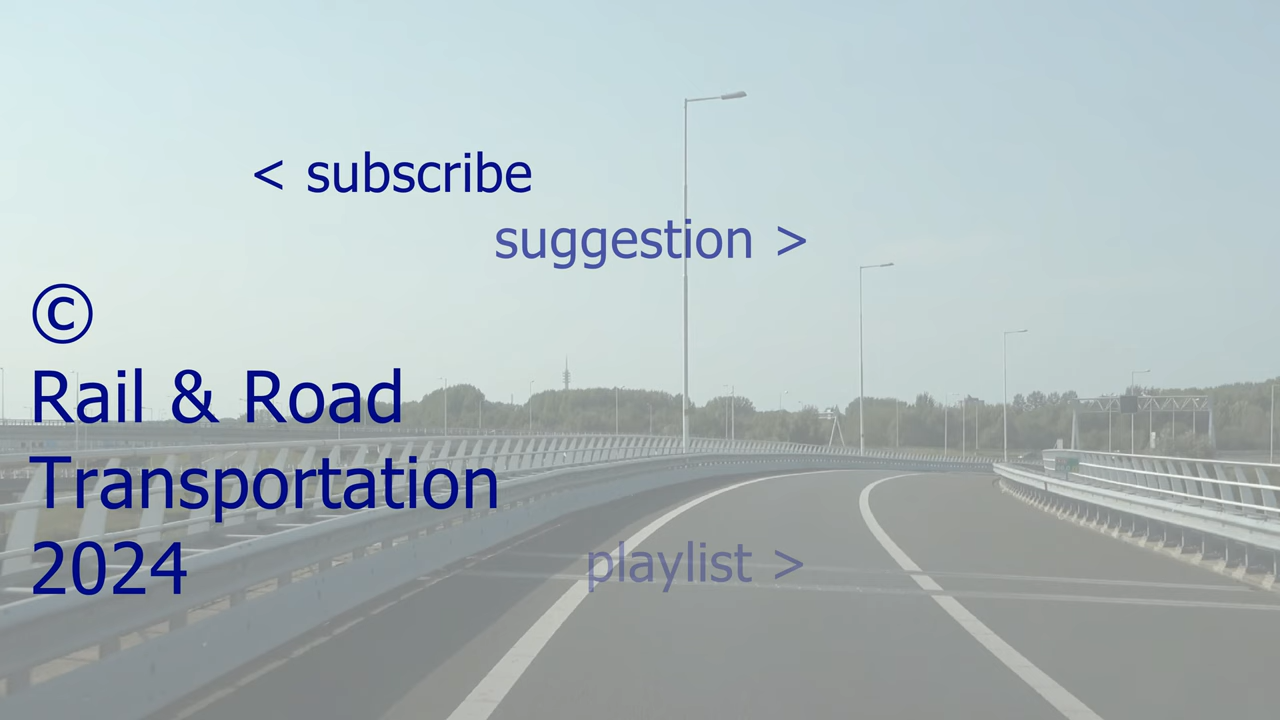 < subscribe
suggestion >
©
Rail & Road
Transportation
2024
playlist >